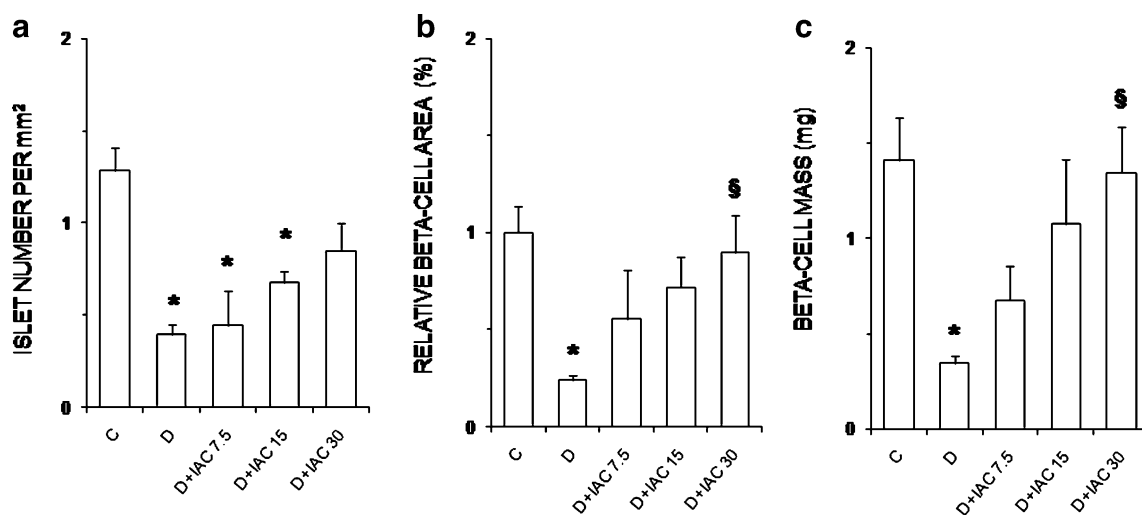 a
ISLET NUMBER PER mm²
2
1
0
*
*
*
C
D
D+IAC 7.5
D+IAC 15
D+IAC 30
b
RELATIVE BETA-CELLAREA (%)
2
1
0
*
§
C
D
D+IAC 7.5
D+IAC 15
D+IAC 30
c
BETA-CELL MASS (mg)
2
1
0
*
§
C
D
D+IAC 7.5
D+IAC 15
D+IAC 30